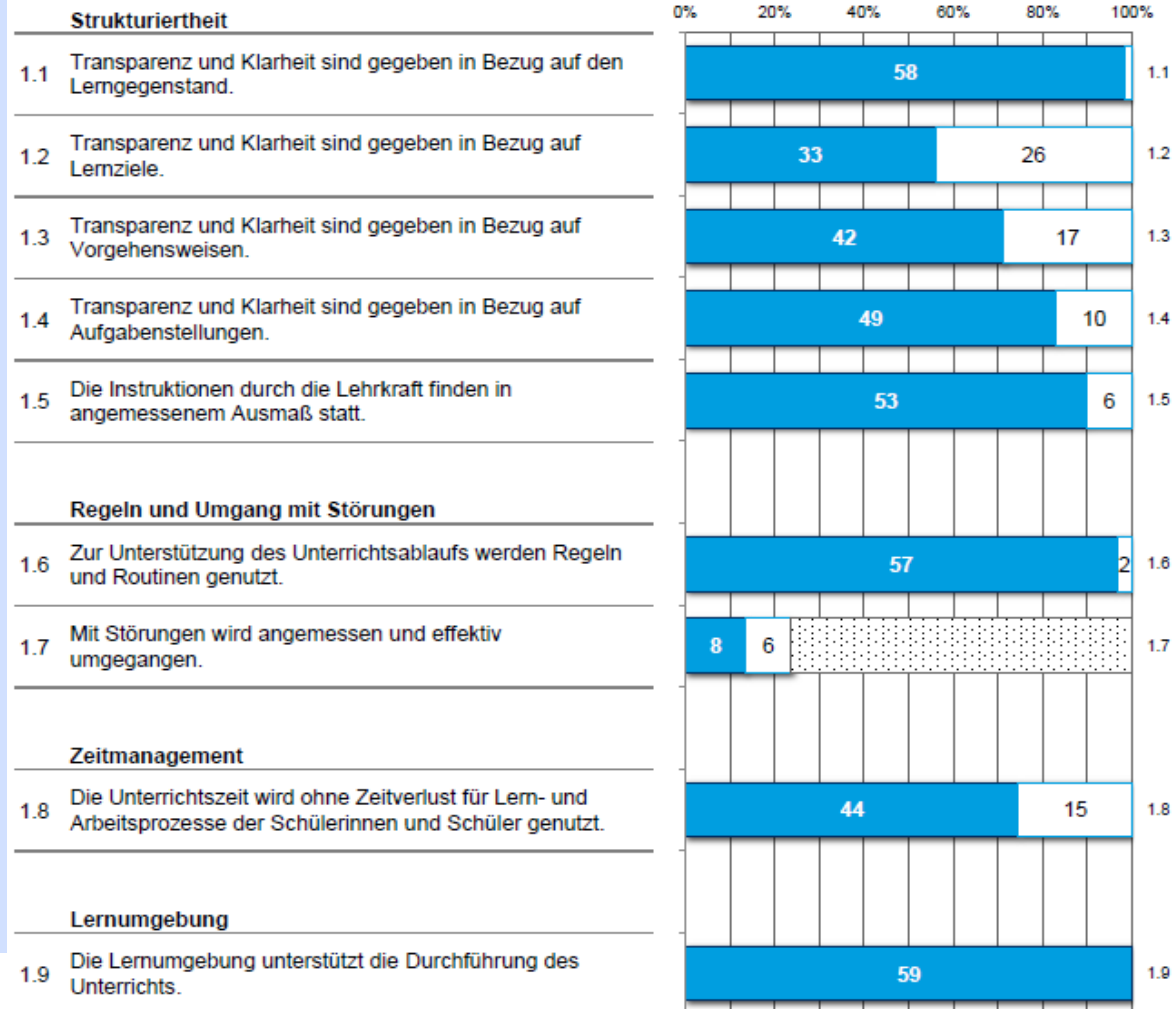 Strukturiertheit
0% 20% 40% 60% 80% 100%
1.1 Transparenz und Klarheit sind gegeben in Bezug auf den
Lerngegenstand.
58 1.1
1.2 Transparenz und Klarheit sind gegeben in Bezug auf
Lernziele.
33 26 1.2
1.3 Transparenz und Klarheit sind gegeben in Bezug auf
Vorgehensweisen.
42 17 1.3
1.4 Transparenz und Klarheit sind gegeben in Bezug auf
Aufgabenstellungen.
49 10 1.4
1.5 Die Instruktionen durch die Lehrkraft finden in
angemessenem Ausmaß statt.
53 6 1.5
Regeln und Umgang mit Störungen
1.6 Zur Unterstützung des Unterrichtsablaufs werden Regeln
und Routinen genutzt.
57 2 1.6
1.7 Mit Störungen wird angemessen und effektiv
umgegangen.
8 6 1.7
Zeitmanagement
1.8 Die Unterrichtszeit wird ohne Zeitverlust für Lern- und
Arbeitsprozesse der Schülerinnen und Schüler genutzt.
44 15 1.8
Lernumgebung
1.9 Die Lernumgebung unterstützt die Durchführung des
Unterrichts.
59 1.9